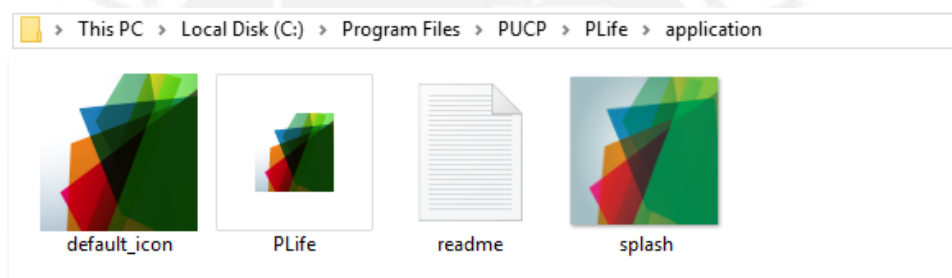 This PC > Local Disk (C:) > Program Files > PUCP > PLife > application
default_icon PLife readme splash